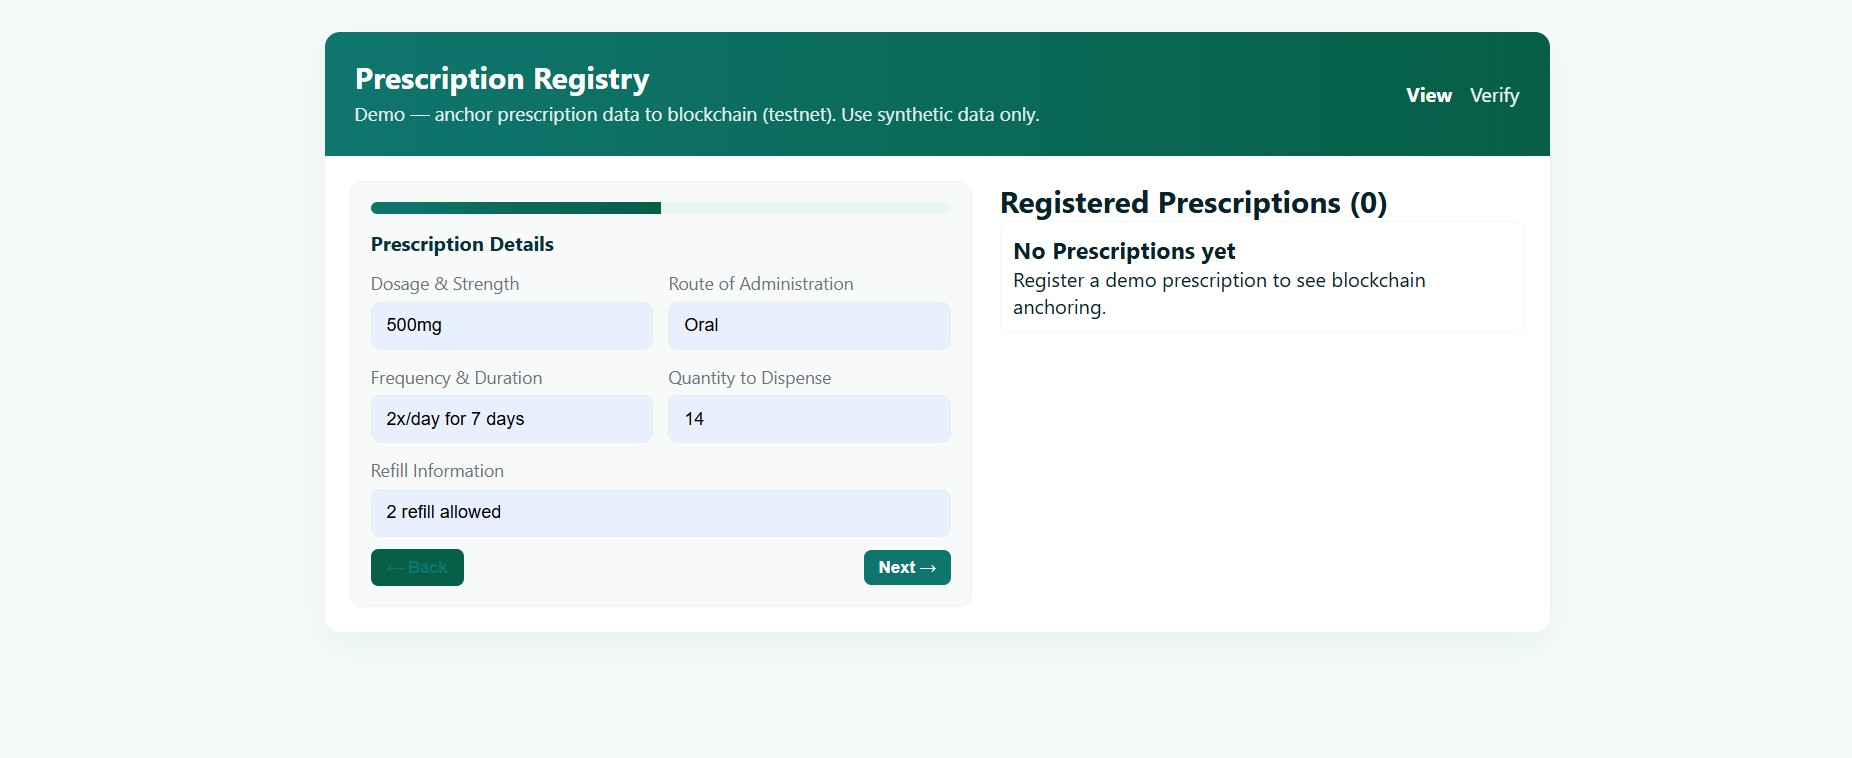 Prescription Registry
Demo — anchor prescription data to blockchain (testnet). Use synthetic data only.
View Verify
Prescription Details
Dosage & Strength Route of Administration
500mg Oral
Frequency & Duration Quantity to Dispense
2x/day for 7 days 14
Refill Information
2 refill allowed
← Back Next →
Registered Prescriptions (0)
No Prescriptions yet
Register a demo prescription to see blockchain
anchoring.